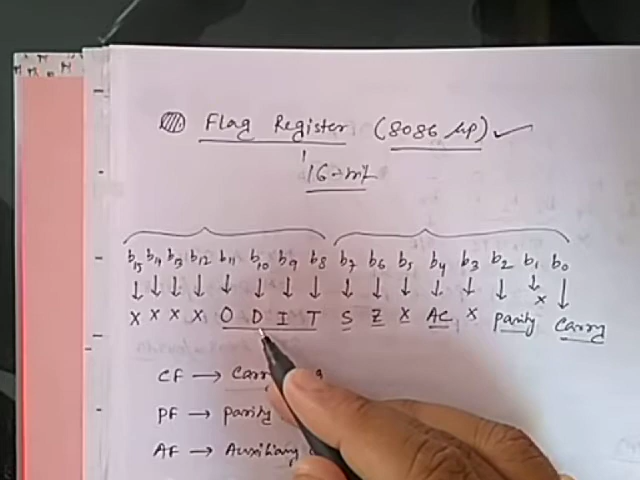 Flag Register (8086 μp)
16-bit
b15 b14 b13 b12 b11 b10 b9 b8 b7 b6 b5 b4 b3 b2 b1 b0
x x x x O D I T S Z x AC x parity x carry
CF → Carry
PF → parity
AF → Auxiliary